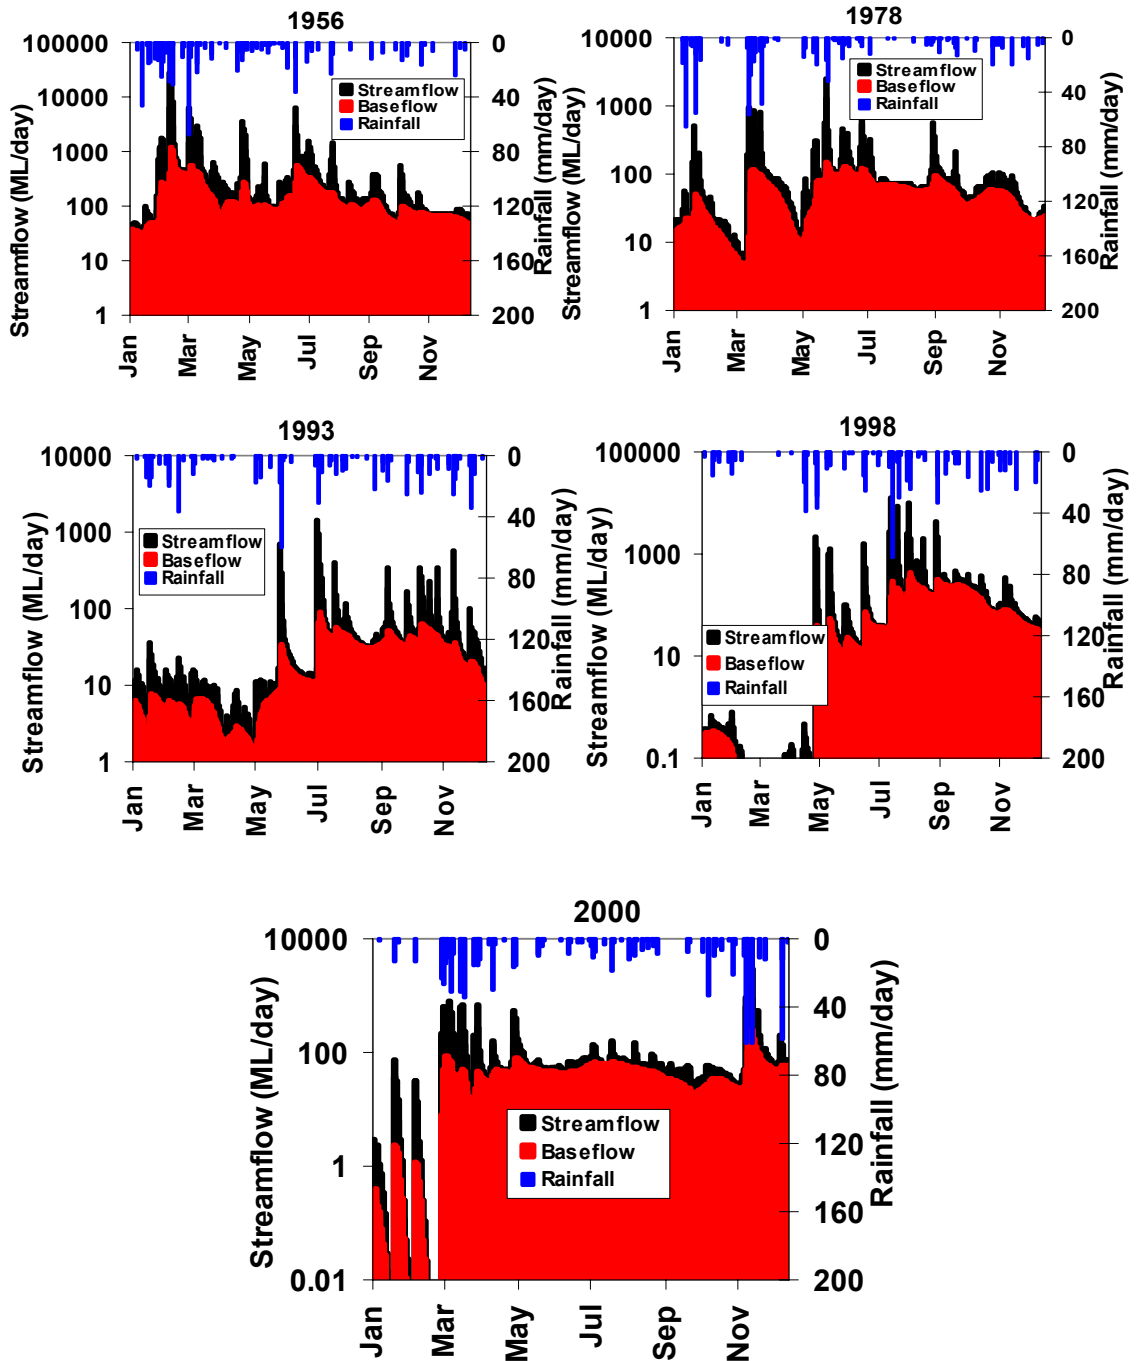 1956
Streamflow (ML/day)
100000
10000
1000
100
10
1
0
40
80
120
160
200
Rainfall (mm/day)
Streamflow
Baseflow
Rainfall
Jan
Mar
May
Jul
Sep
Nov
1978
Streamflow (ML/day)
10000
1000
100
10
1
0
40
80
120
160
200
Rainfall (mm/day)
Streamflow
Baseflow
Rainfall
Jan
Mar
May
Jul
Sep
Nov
1993
Streamflow (ML/day)
10000
1000
100
10
1
0
40
80
120
160
200
Rainfall (mm/day)
Streamflow
Baseflow
Rainfall
Jan
Mar
May
Jul
Sep
Nov
1998
Streamflow (ML/day)
100000
1000
10
0.1
0
40
80
120
160
200
Rainfall (mm/day)
Streamflow
Baseflow
Rainfall
Jan
Mar
May
Jul
Sep
Nov
2000
Streamflow (ML/day)
10000
100
1
0.01
0
40
80
120
160
200
Rainfall (mm/day)
Streamflow
Baseflow
Rainfall
Jan
Mar
May
Jul
Sep
Nov